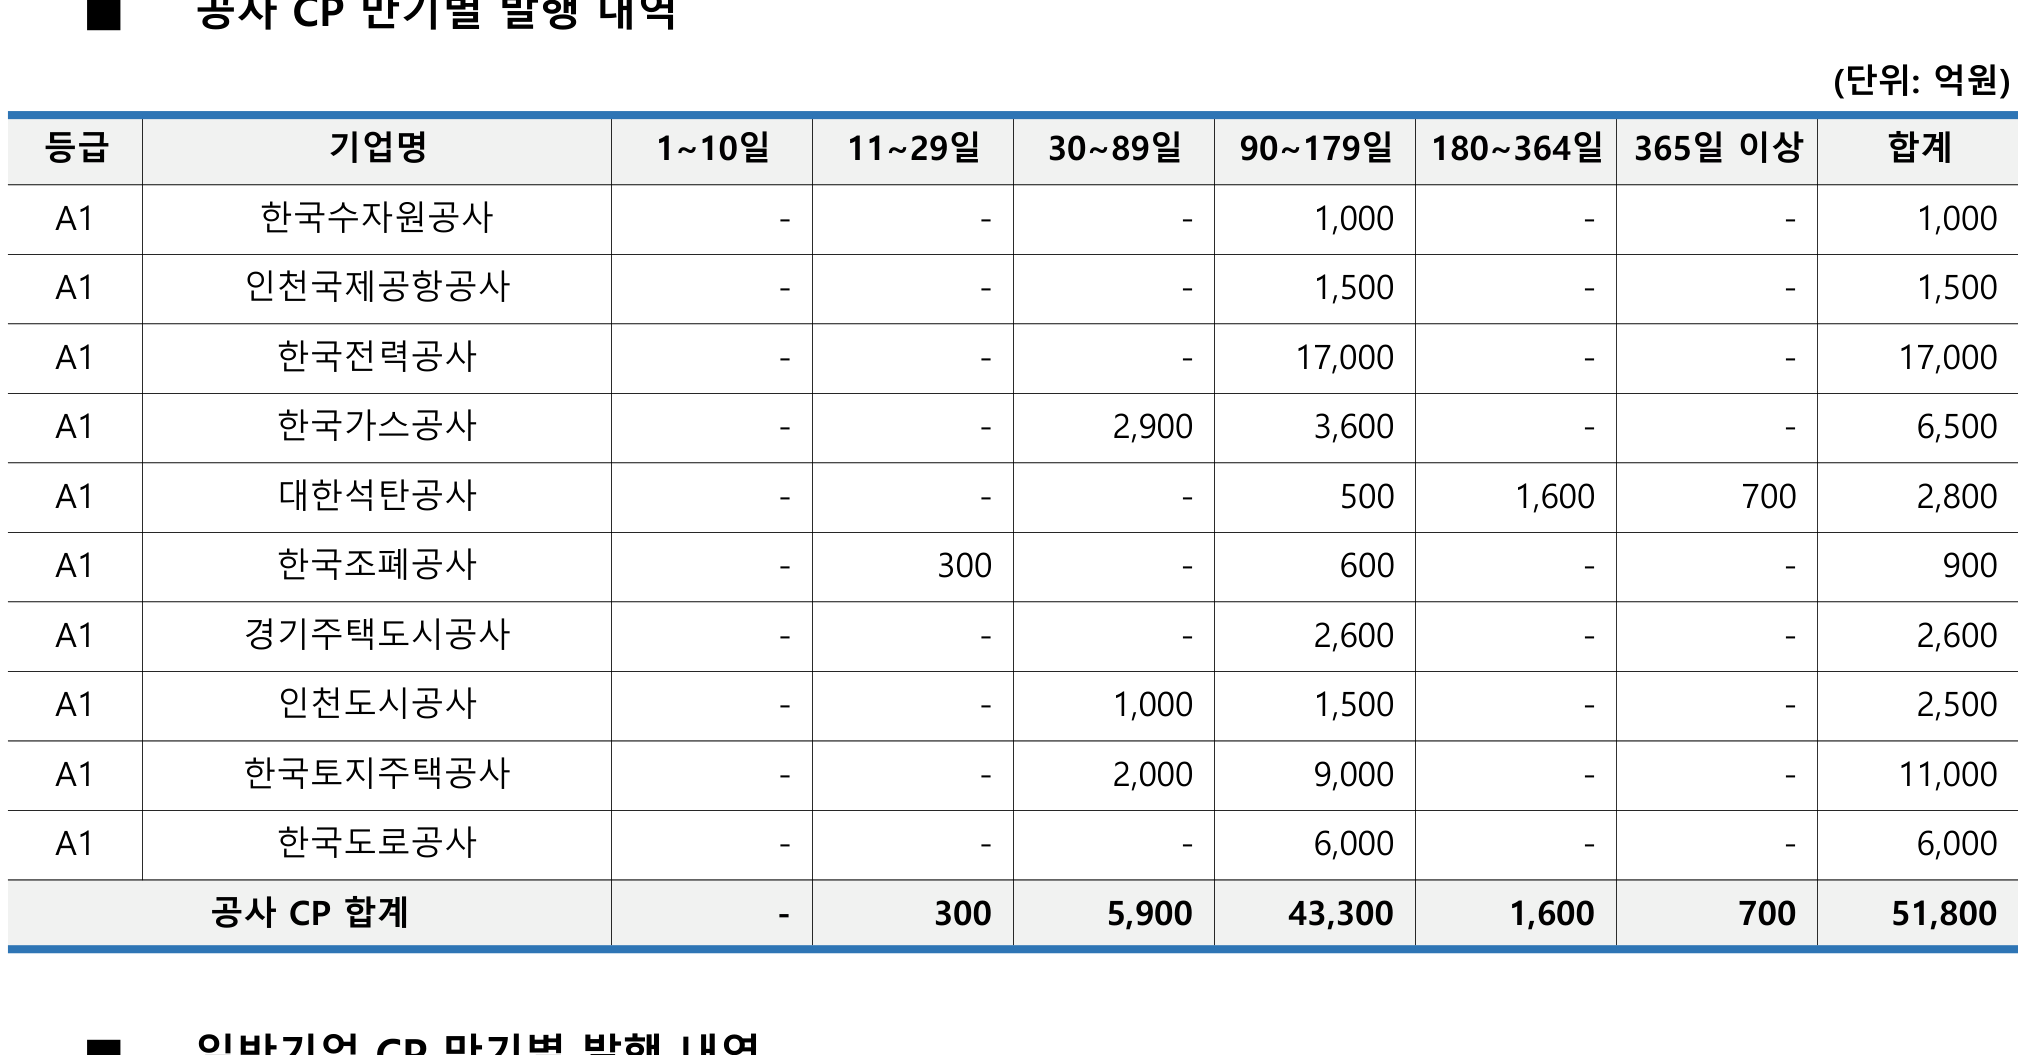 ■ 공사 CP 만기별 발행 내역
(단위: 억원)
등급 기업명 1~10일 11~29일 30~89일 90~179일 180~364일 365일 이상 합계
A1 한국수자원공사 - - - 1,000 - - 1,000
A1 인천국제공항공사 - - - 1,500 - - 1,500
A1 한국전력공사 - - - 17,000 - - 17,000
A1 한국가스공사 - - 2,900 3,600 - - 6,500
A1 대한석탄공사 - - - 500 1,600 700 2,800
A1 한국조폐공사 - 300 - 600 - - 900
A1 경기주택도시공사 - - - 2,600 - - 2,600
A1 인천도시공사 - - 1,000 1,500 - - 2,500
A1 한국토지주택공사 - - 2,000 9,000 - - 11,000
A1 한국도로공사 - - - 6,000 - - 6,000
공사 CP 합계 - 300 5,900 43,300 1,600 700 51,800
■ 일반기업 CP 만기별 발행 내역